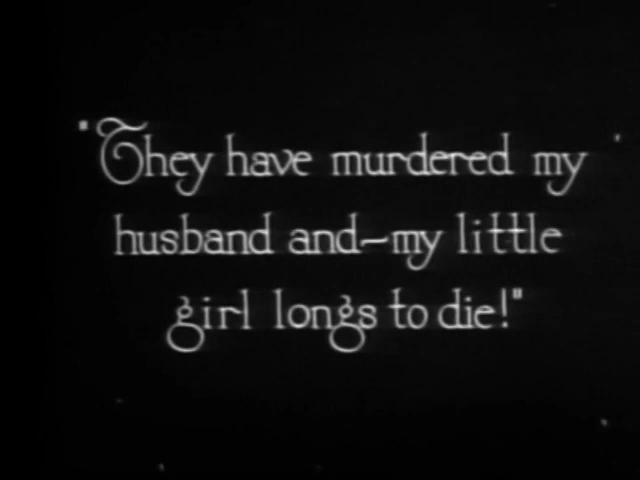 "They have murdered my
husband and—my little
girl longs to die!"